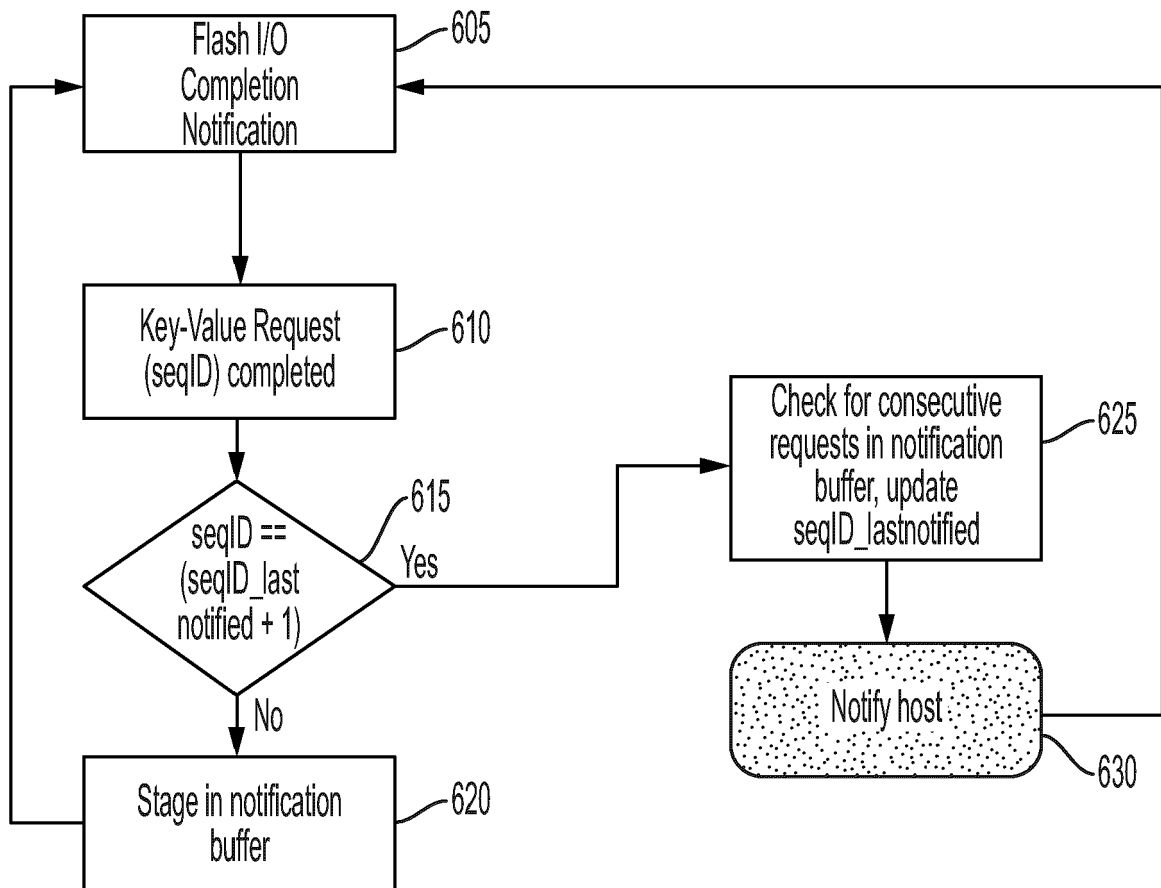 Flash I/O
Completion
Notification
605
Key-Value Request
(seqID) completed
610
seqID ==
(seqID_last
notified + 1)
615
Yes
No
Stage in notification
buffer
620
Check for consecutive
requests in notification
buffer, update
seqID_lastnotified
625
Notify host
630